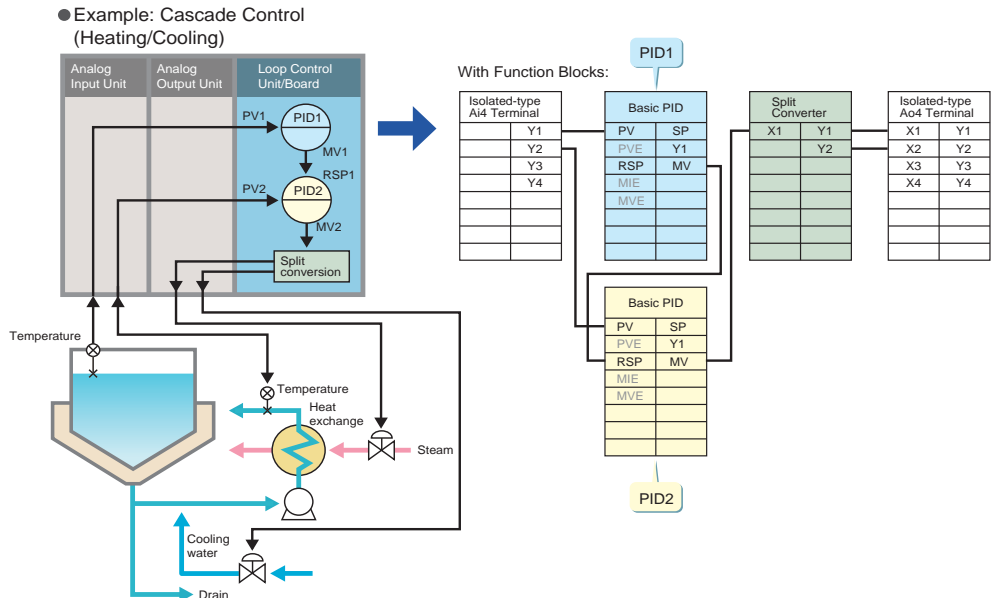 ● Example: Cascade Control
(Heating/Cooling)
Analog
Input Unit
Analog
Output Unit
Loop Control
Unit/Board
PV1
PID1
MV1
RSP1
PV2
PID2
MV2
Split
conversion
Temperature
Temperature
Heat
exchange
Steam
Cooling
water
Drain
PID1
With Function Blocks:
Isolated-type
Ai4 Terminal
Y1
Y2
Y3
Y4
Basic PID
PV SP
PVE Y1
RSP MV
MIE
MVE
Split
Converter
X1 Y1
Y2
Isolated-type
Ao4 Terminal
X1 Y1
X2 Y2
X3 Y3
X4 Y4
Basic PID
PV SP
PVE Y1
RSP MV
MIE
MVE
PID2